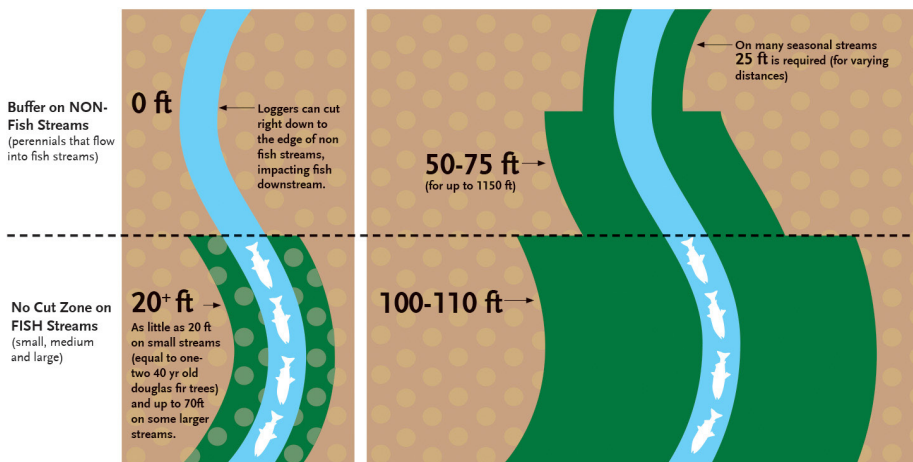 Buffer on NON-
Fish Streams
(perennials that flow
into fish streams)
0 ft
Loggers can cut
right down to
the edge of non
fish streams,
impacting fish
downstream.
On many seasonal streams
25 ft is required (for varying
distances)
50-75 ft
(for up to 1150 ft)
No Cut Zone on
FISH Streams
(small, medium
and large)
20+ ft
As little as 20 ft
on small streams
(equal to one-
two 40 yr old
douglas fir trees)
and up to 70ft
on some larger
streams.
100-110 ft